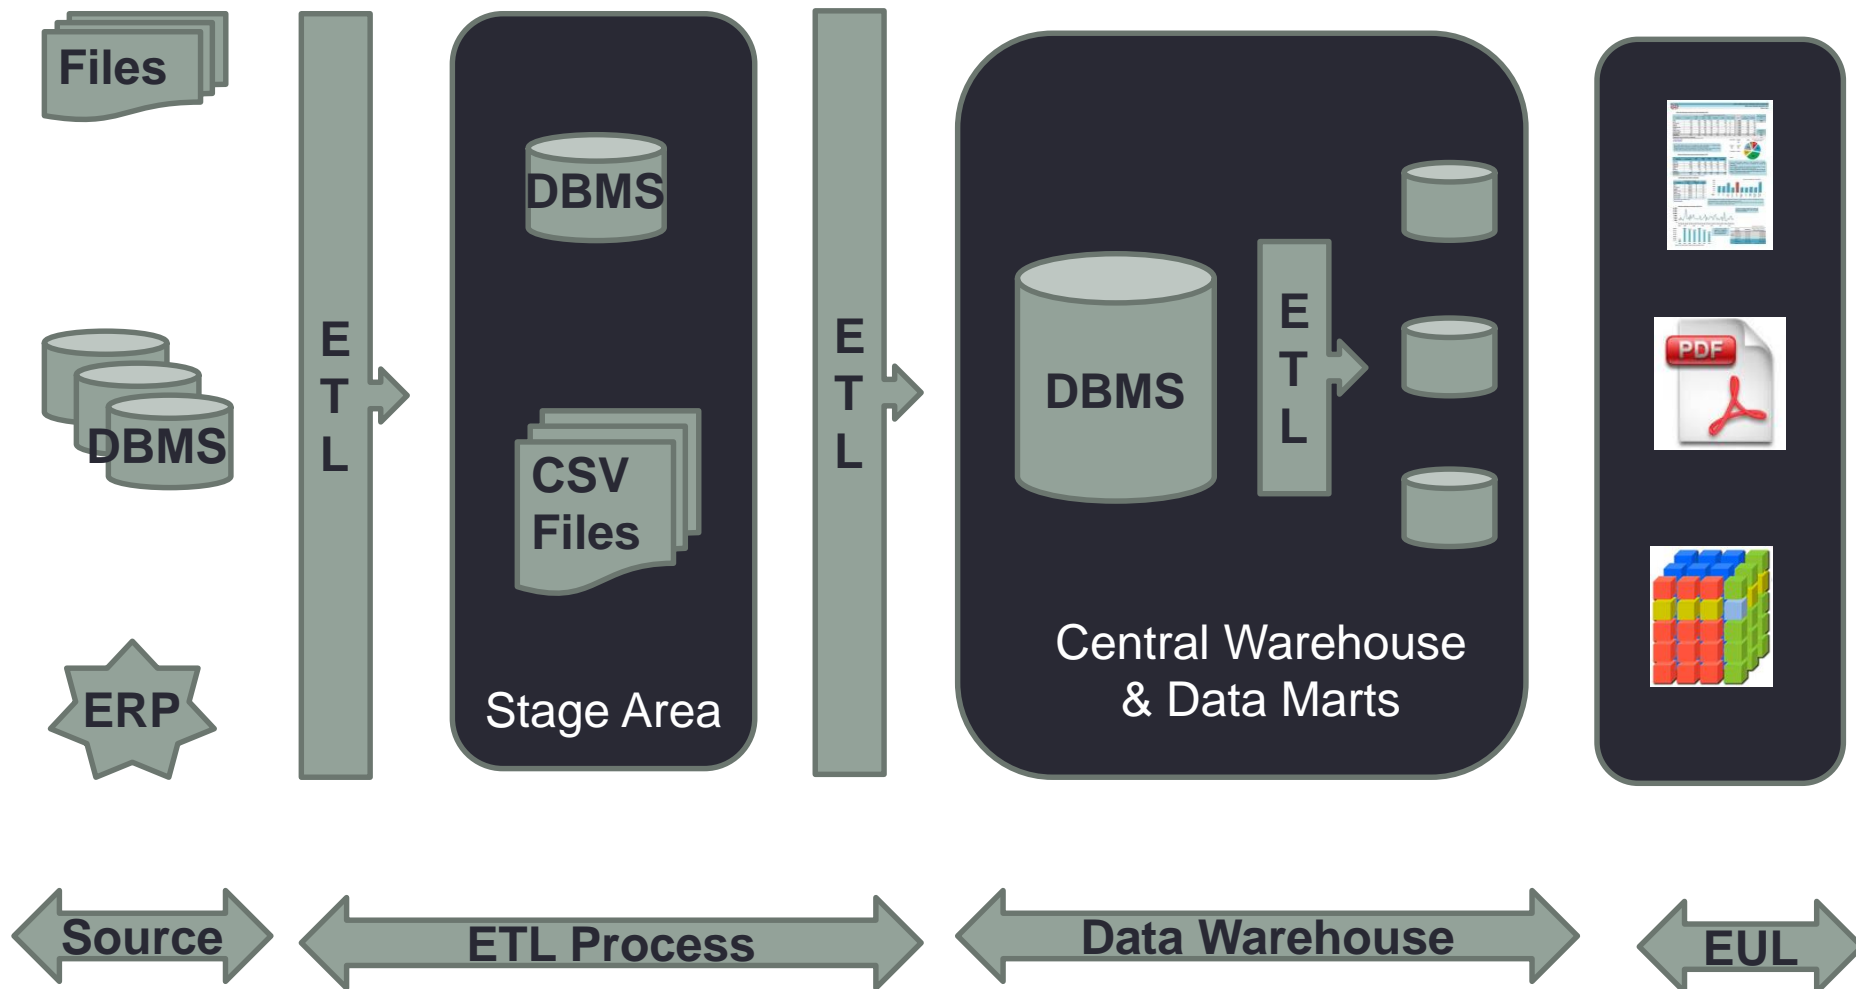 Files
DBMS
ERP
E
T
L
DBMS
CSV
Files
Stage Area
E
T
L
DBMS
E
T
L
Central Warehouse
& Data Marts
PDF
Source
ETL Process
Data Warehouse
EUL